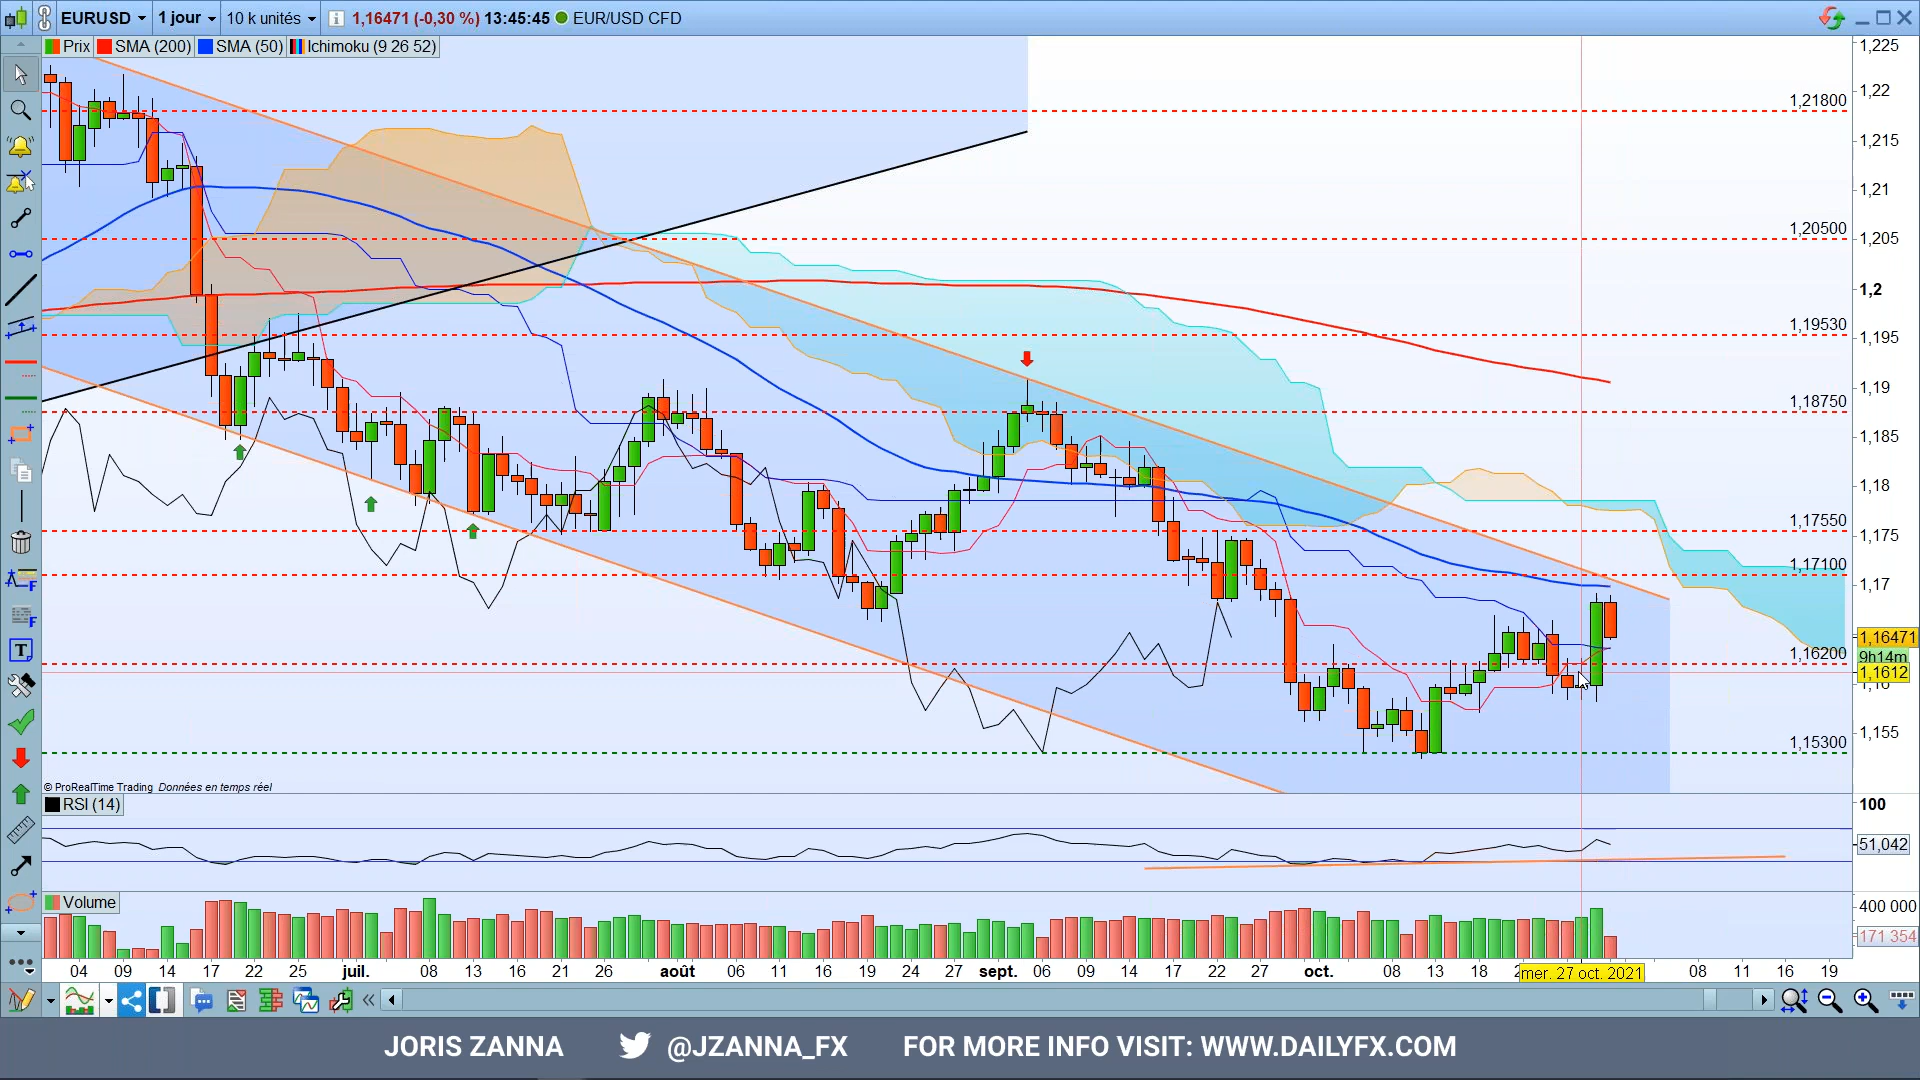 EURUSD 1 jour 10 k unités 1,16471 (-0,30 %) 13:45:45 EUR/USD CFD
Prix SMA (200) SMA (50) Ichimoku (9 26 52)
1,225
1,22
1,21800
1,215
1,21
1,20500
1,205
1,2
1,19530
1,195
1,19
1,18750
1,185
1,18
1,17550
1,175
1,17100
1,17
1,16471
1,16200
9h14m
1,1612
1,16
1,155
1,15300
© ProRealTime Trading Données en temps réel
RSI (14)
100
51,042
Volume
400 000
171 354
04 09 14 17 22 25 juil. 08 13 16 21 26 août 06 11 16 19 24 27 sept. 06 09 14 17 22 27 oct. 08 13 18 mer. 27 oct. 2021 08 11 16 19
F
F
T
JORIS ZANNA @JZANNA_FX FOR MORE INFO VISIT: WWW.DAILYFX.COM